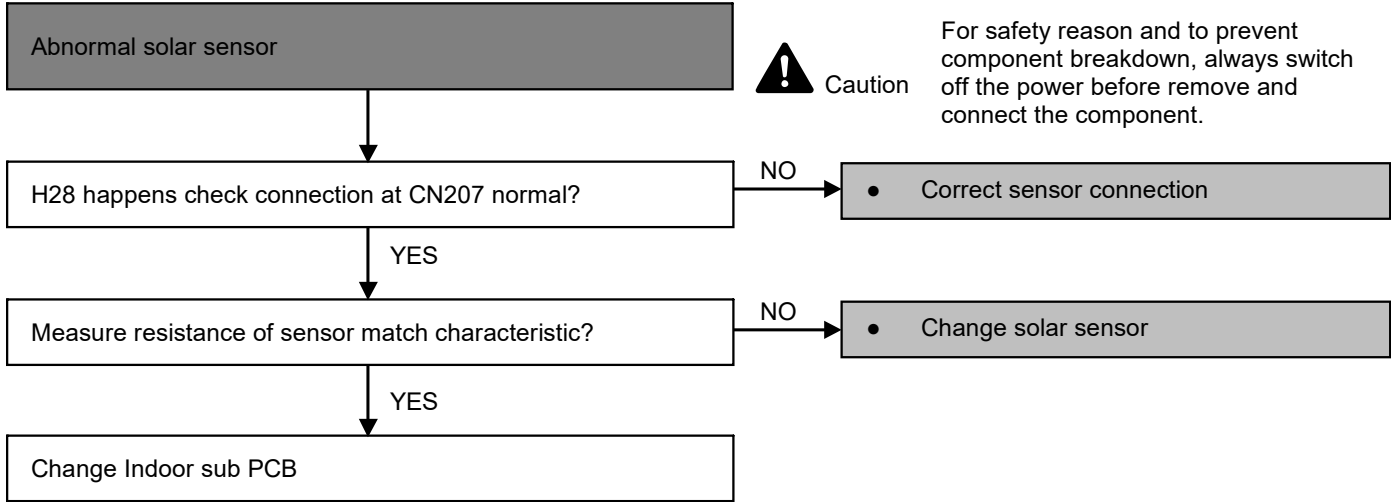 Abnormal solar sensor
Caution
For safety reason and to prevent
component breakdown, always switch
off the power before remove and
connect the component.
H28 happens check connection at CN207 normal?
NO
● Correct sensor connection
YES
Measure resistance of sensor match characteristic?
NO
● Change solar sensor
YES
Change Indoor sub PCB